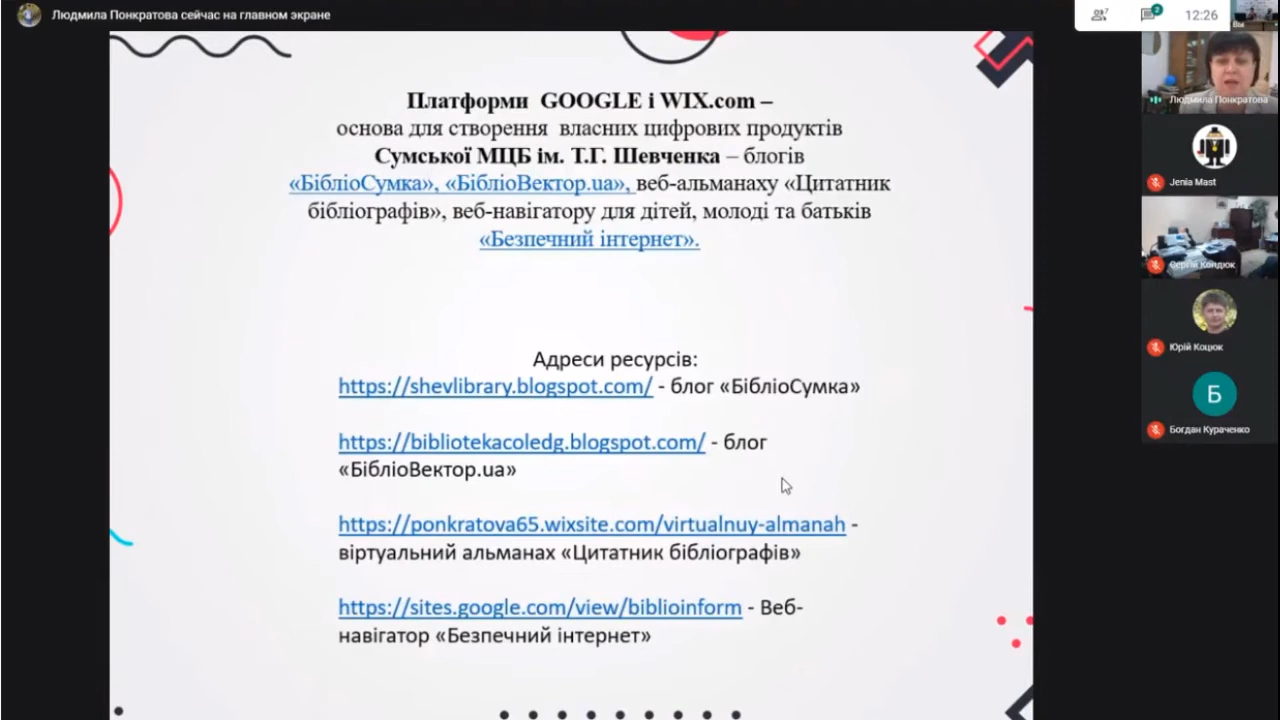 Людмила Понкратова сейчас на главном экране
7
2
12:26
Вы
Платформи GOOGLE і WIX.com –
основа для створення власних цифрових продуктів
Сумської МЦБ ім. Т.Г. Шевченка – блогів
«БібліоСумка», «БібліоВектор.ua», веб-альманаху «Цитатник
бібліографів», веб-навігатору для дітей, молоді та батьків
«Безпечний інтернет».
Адреси ресурсів:
https://shevlibrary.blogspot.com/ - блог «БібліоСумка»
https://bibliotekacoledg.blogspot.com/ - блог
«БібліоВектор.ua»
https://ponkratova65.wixsite.com/virtualnuy-almanah -
віртуальний альманах «Цитатник бібліографів»
https://sites.google.com/view/biblioinform - Веб-
навігатор «Безпечний інтернет»
Людмила Понкратова
Jenia Mast
Сергій Кондюк
Юрій Коцюк
Б
Богдан Кураченко